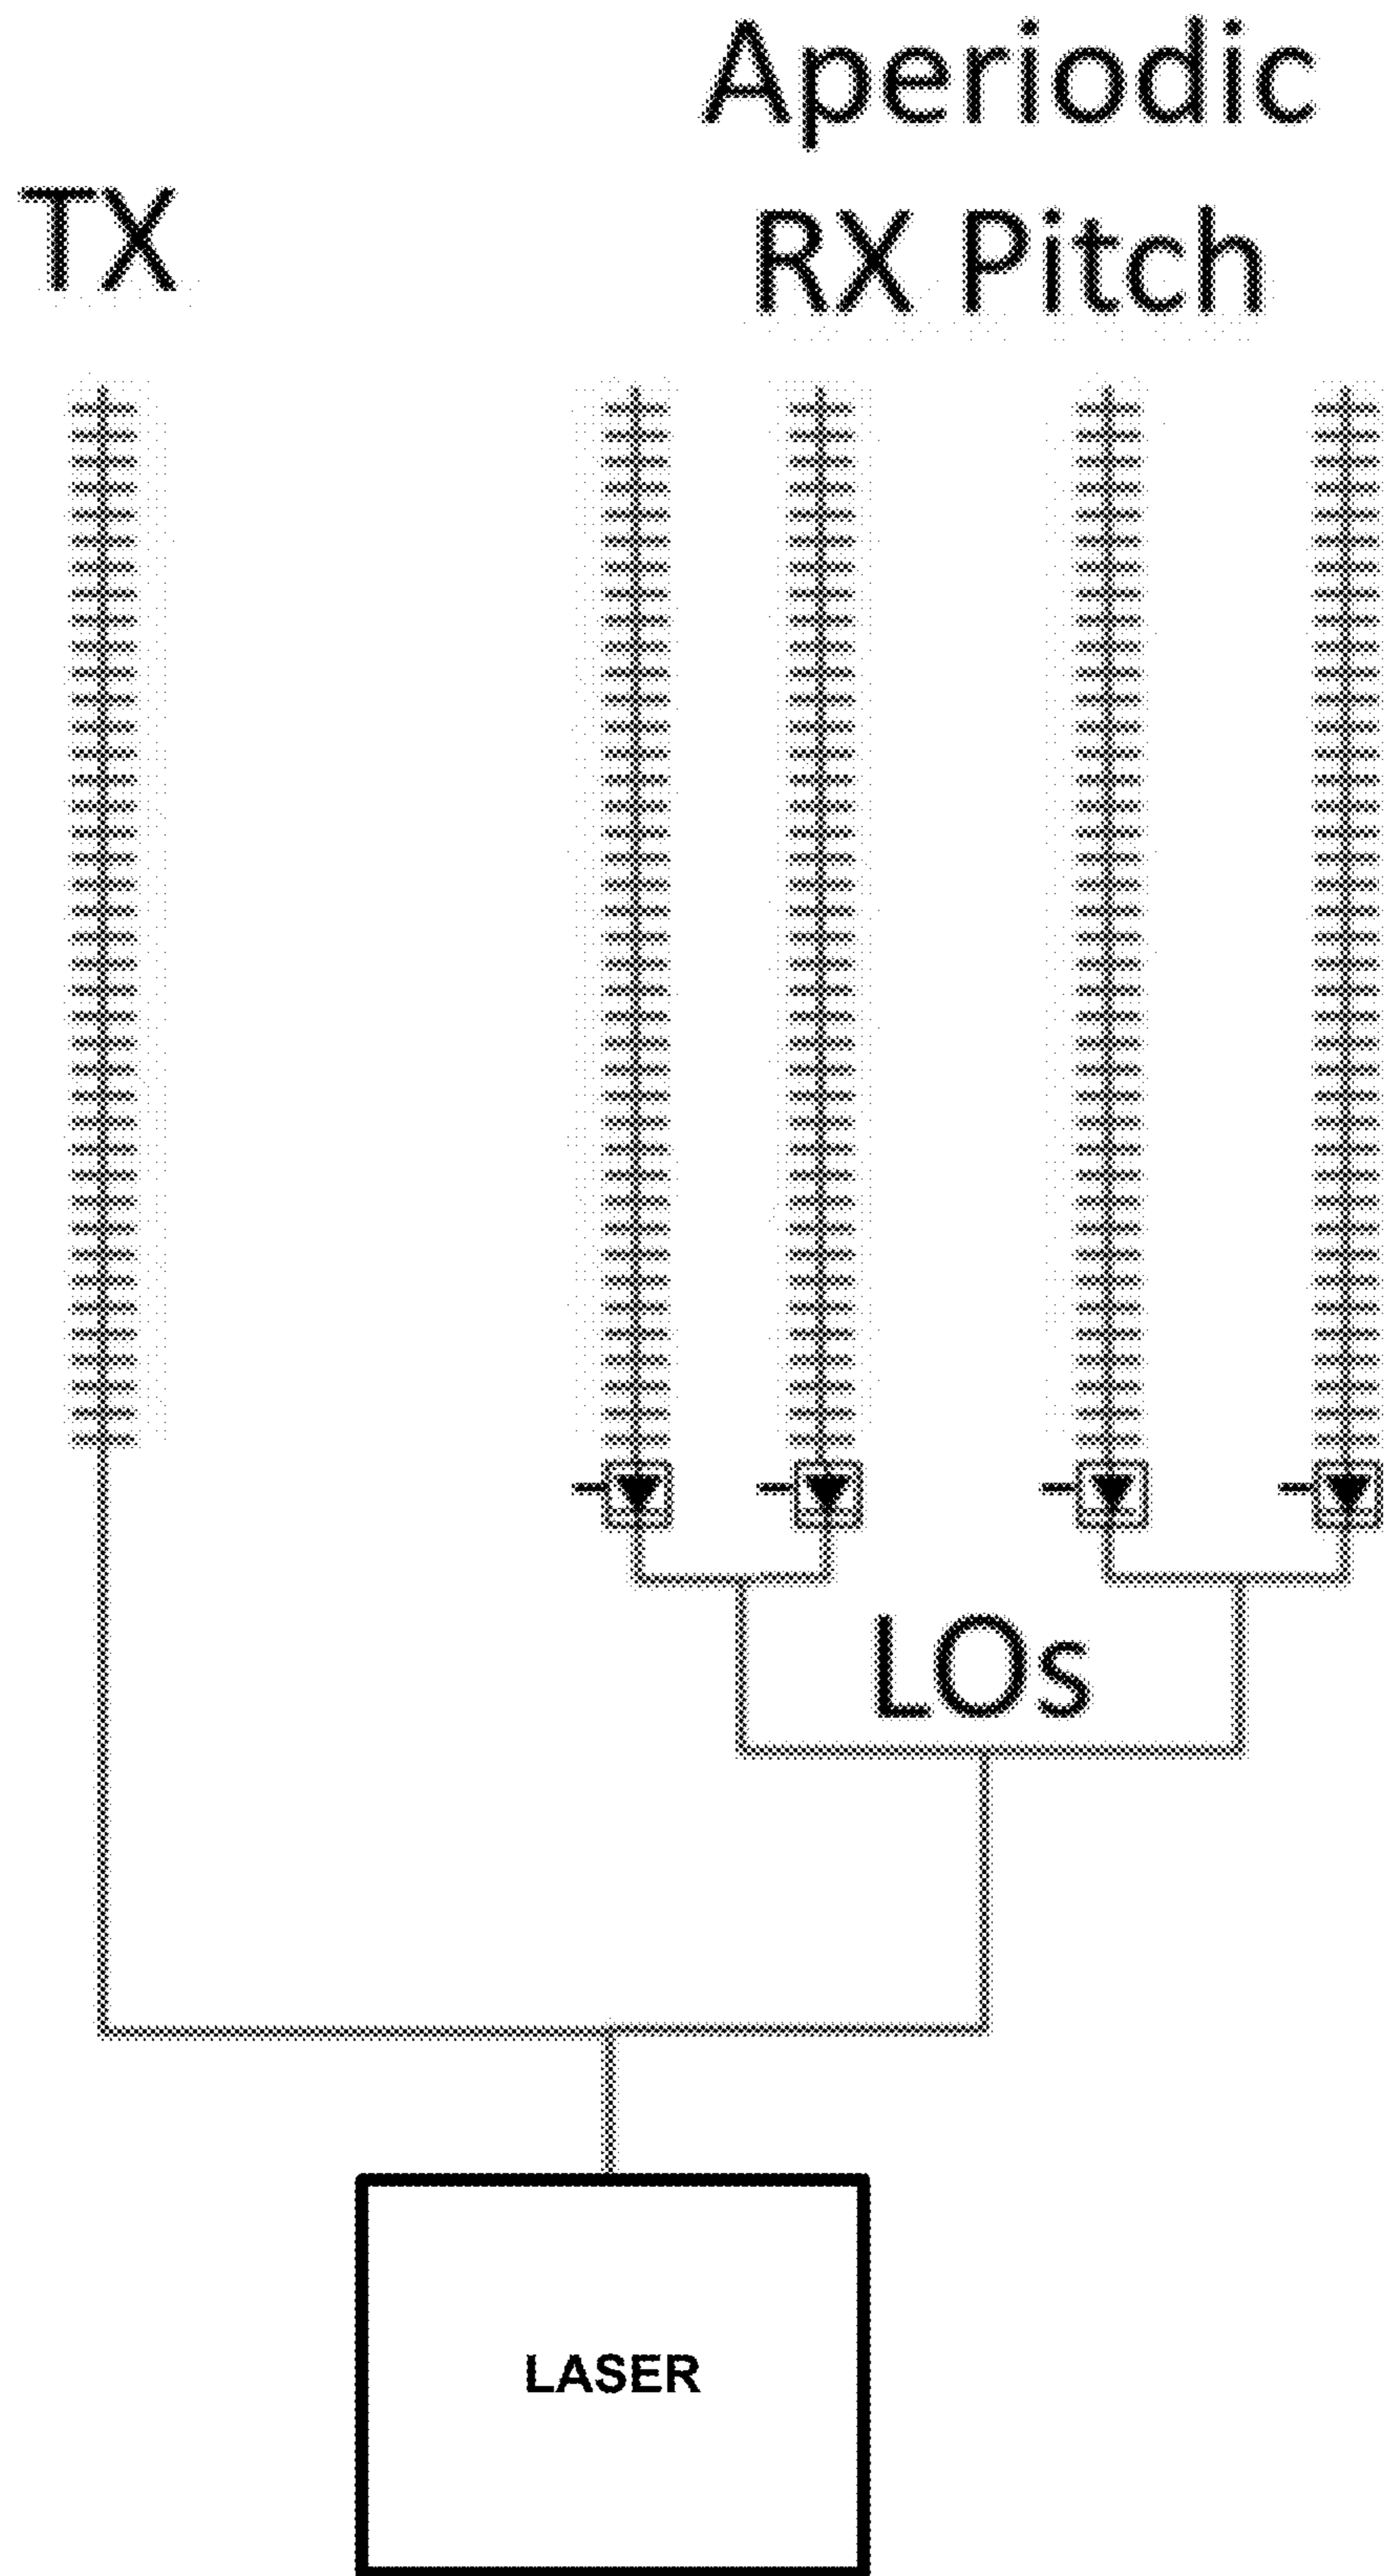 Aperiodic
TX
RX Pitch
LOs
LASER